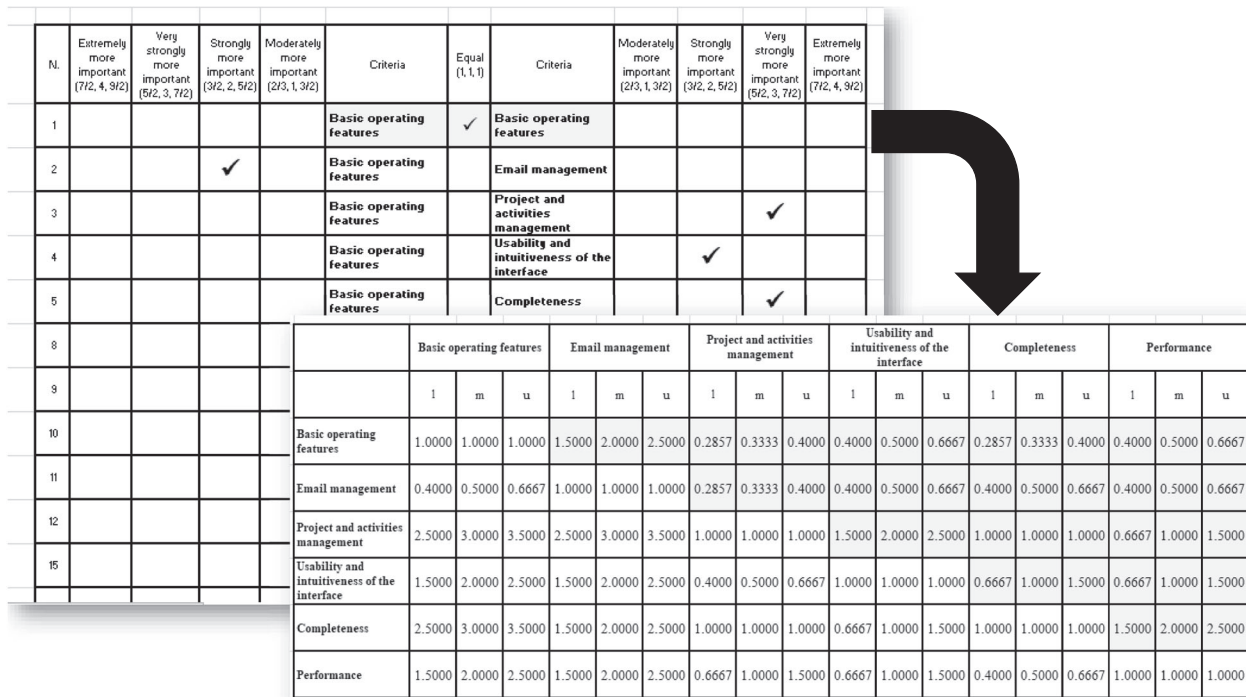 N.
Extremely more important (7/2, 4, 9/2)
Very strongly more important (5/2, 3, 7/2)
Strongly more important (3/2, 2, 5/2)
Moderately more important (2/3, 1, 3/2)
Criteria
Equal (1, 1, 1)
Criteria
Moderately more important (2/3, 1, 3/2)
Strongly more important (3/2, 2, 5/2)
Very strongly more important (5/2, 3, 7/2)
Extremely more important (7/2, 4, 9/2)
1 Basic operating features ✓ Basic operating features
2 ✓ Basic operating features Email management
3 Basic operating features Project and activities management ✓
4 Basic operating features Usability and intuitiveness of the interface ✓
5 Basic operating features Completeness ✓
8
9
10
11
12
15
Basic operating features Email management Project and activities management Usability and intuitiveness of the interface Completeness Performance
l m u l m u l m u l m u l m u l m u
Basic operating features 1.0000 1.0000 1.0000 1.5000 2.0000 2.5000 0.2857 0.3333 0.4000 0.4000 0.5000 0.6667 0.2857 0.3333 0.4000 0.4000 0.5000 0.6667
Email management 0.4000 0.5000 0.6667 1.0000 1.0000 1.0000 0.2857 0.3333 0.4000 0.4000 0.5000 0.6667 0.4000 0.5000 0.6667 0.4000 0.5000 0.6667
Project and activities management 2.5000 3.0000 3.5000 2.5000 3.0000 3.5000 1.0000 1.0000 1.0000 1.5000 2.0000 2.5000 1.0000 1.0000 1.0000 0.6667 1.0000 1.5000
Usability and intuitiveness of the interface 1.5000 2.0000 2.5000 1.5000 2.0000 2.5000 0.4000 0.5000 0.6667 1.0000 1.0000 1.0000 0.6667 1.0000 1.5000 0.6667 1.0000 1.5000
Completeness 2.5000 3.0000 3.5000 1.5000 2.0000 2.5000 1.0000 1.0000 1.0000 0.6667 1.0000 1.5000 1.0000 1.0000 1.0000 1.5000 2.0000 2.5000
Performance 1.5000 2.0000 2.5000 1.5000 2.0000 2.5000 0.6667 1.0000 1.5000 0.6667 1.0000 1.5000 0.4000 0.5000 0.6667 1.0000 1.0000 1.0000